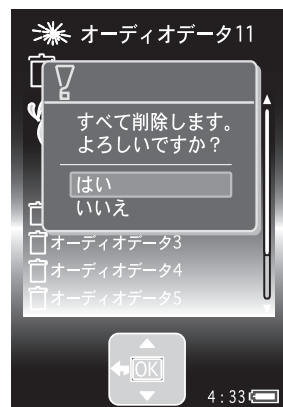 オーディオデータ11
すべて削除します。
よろしいですか？
はい
いいえ
オーディオデータ3
オーディオデータ4
オーディオデータ5
OK
4:33